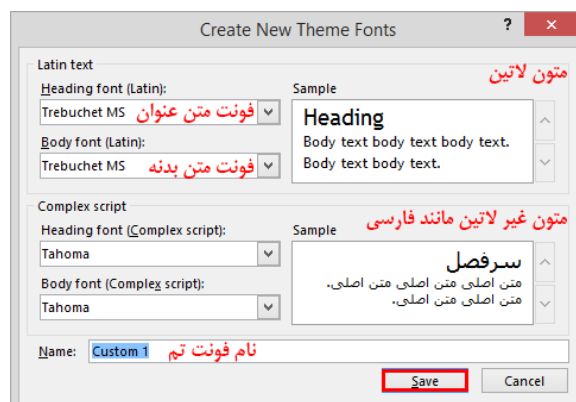 Create New Theme Fonts
? ×
Latin text
متون لاتین
Heading font (Latin):
Sample
Trebuchet MS
فونت متن عنوان
Heading
Body text body text body text.
Body text body text.
Body font (Latin):
Trebuchet MS
فونت متن بدنه
Complex script
متون غیر لاتین مانند فارسی
Heading font (Complex script):
Sample
Tahoma
سرفصل
متن اصلی متن اصلی متن اصلی.
متن اصلی متن اصلی.
Body font (Complex script):
Tahoma
Name:
Custom 1
نام فونت تم
Save
Cancel